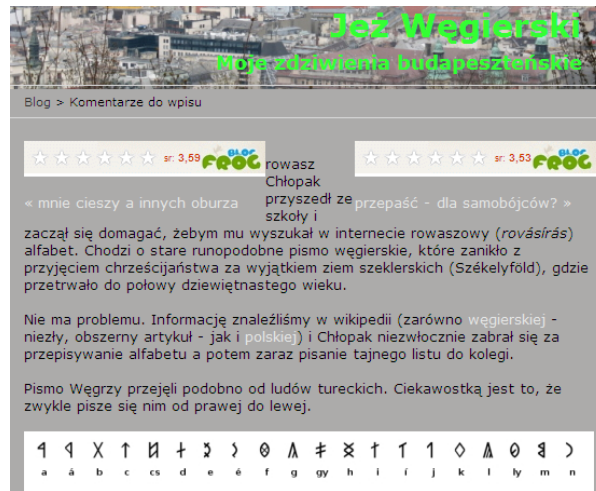 Jeż Węgierski
Moje zdziwienia budapeszteńskie
Blog > Komentarze do wpisu
sr: 3,59 BLOG FROG
sr: 3,53 BLOG FROG
« mnie cieszy a innych oburza
przepaść - dla samobójców? »
rowasz
Chłopak
przyszedł ze
szkoły i
zaczął się domagać, żebym mu wyszukał w internecie rowaszowy (rovásírás)
alfabet. Chodzi o stare runopodobne pismo węgierskie, które zanikło z
przyjęciem chrześcijaństwa za wyjątkiem ziem szeklerskich (Székelyföld), gdzie
przetrwało do połowy dziewiętnastego wieku.
Nie ma problemu. Informację znaleźliśmy w wikipedii (zarówno węgierskiej -
niezły, obszerny artykuł - jak i polskiej) i Chłopak niezwłocznie zabrał się za
przepisywanie alfabetu a potem zaraz pisanie tajnego listu do kolegi.
Pismo Węgrzy przejęli podobno od ludów tureckich. Ciekawostką jest to, że
zwykle pisze się nim od prawej do lewej.
a á b c cs d e é f g gy h i í j k l ly m n